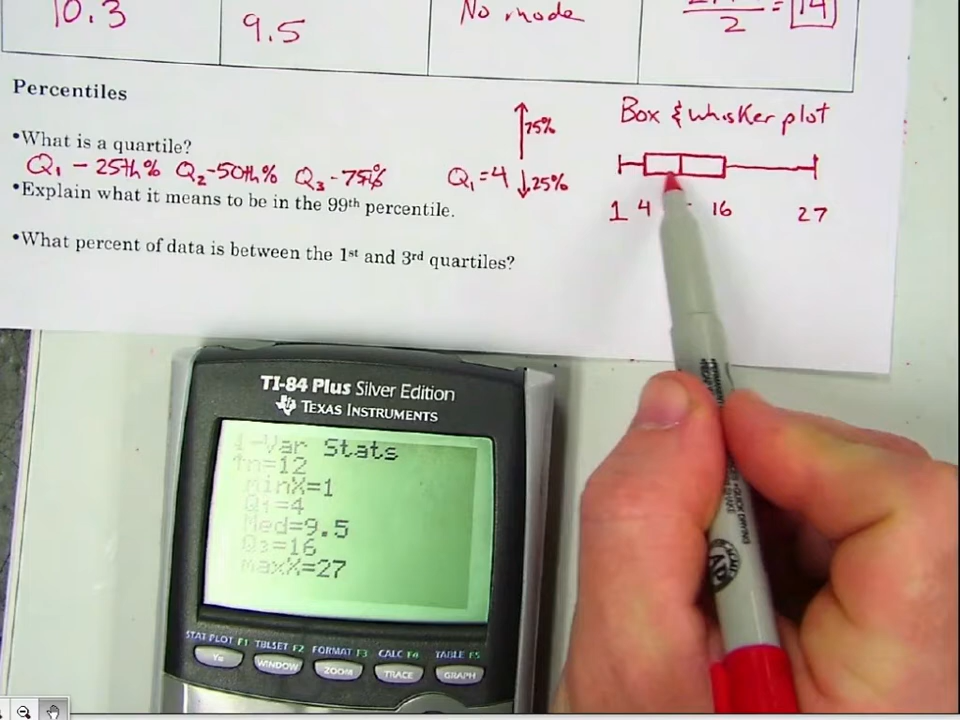 10.3
9.5
No mode
2
= 14
Percentiles
•What is a quartile?
Q₁ - 25th% Q₂-50th% Q₃-75%
Q₁=4
↑75%
↓25%
Box & whisker plot
1 4 16 27
•Explain what it means to be in the 99th percentile.
•What percent of data is between the 1st and 3rd quartiles?
TI-84 Plus Silver Edition
TEXAS INSTRUMENTS
1-Var Stats
↑n=12
minX=1
Q₁=4
Med=9.5
Q₃=16
maxX=27
STAT PLOT F1 TBLSET F2 FORMAT F3 CALC F4 TABLE F5
Y= WINDOW ZOOM TRACE GRAPH